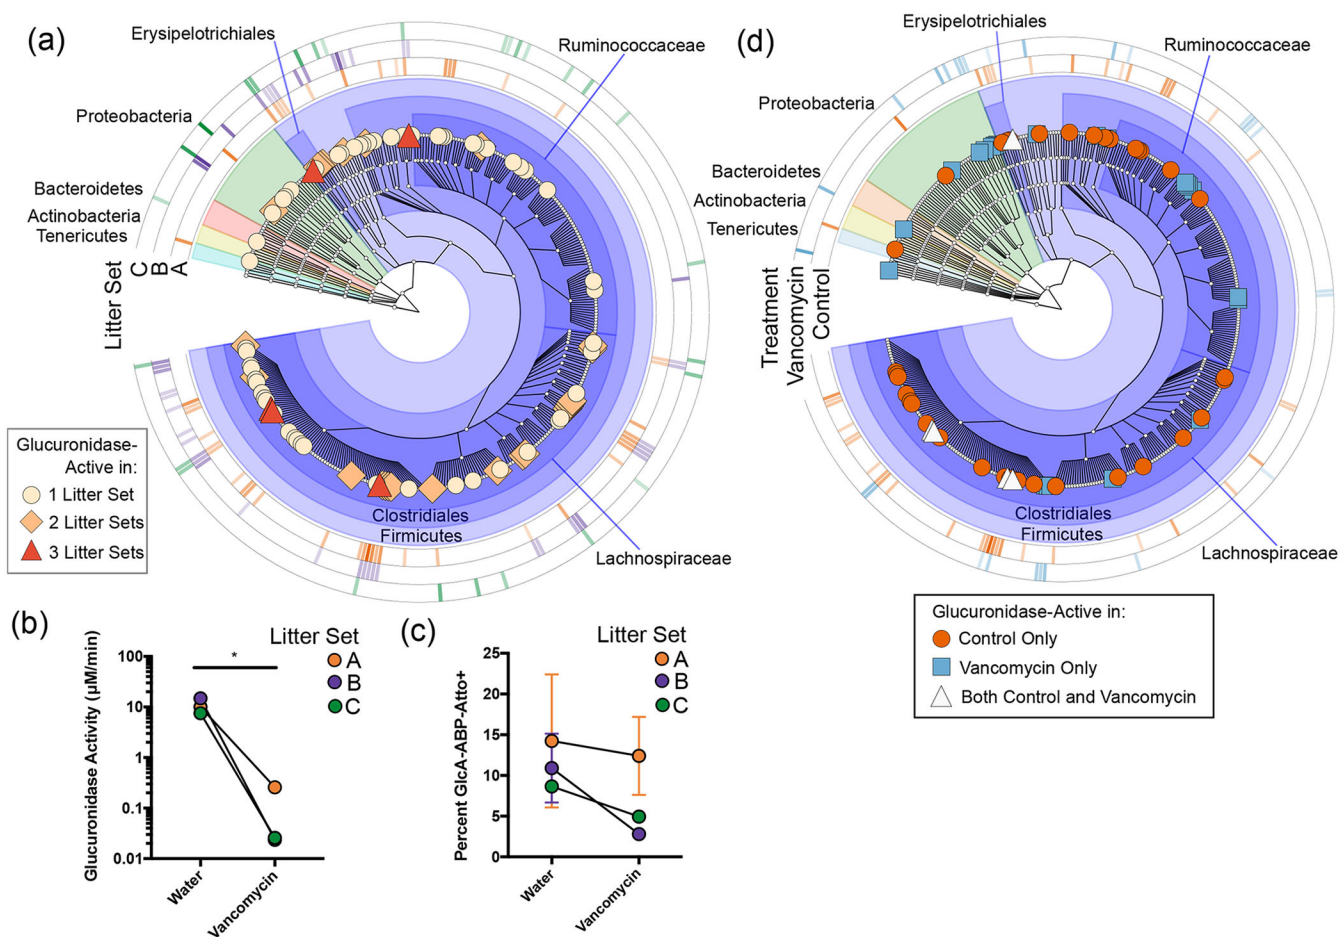 (a)
Erysipelotrichiales
Ruminococcaceae
Proteobacteria
Bacteroidetes
Actinobacteria
Tenericutes
Litter Set
C
B
A
Glucuronidase-
Active in:
1 Litter Set
2 Litter Sets
3 Litter Sets
Clostridiales
Firmicutes
Lachnospiraceae
(d)
Erysipelotrichiales
Ruminococcaceae
Proteobacteria
Bacteroidetes
Actinobacteria
Tenericutes
Treatment
Vancomycin
Control
Clostridiales
Firmicutes
Lachnospiraceae
Glucuronidase-Active in:
Control Only
Vancomycin Only
Both Control and Vancomycin
(b)
Litter Set
A
B
C
*
Glucuronidase Activity (µM/min)
100
10
1
0.1
0.01
Water
Vancomycin
(c)
Litter Set
A
B
C
Percent GlcA-ABP-Atto+
25
20
15
10
5
0
Water
Vancomycin